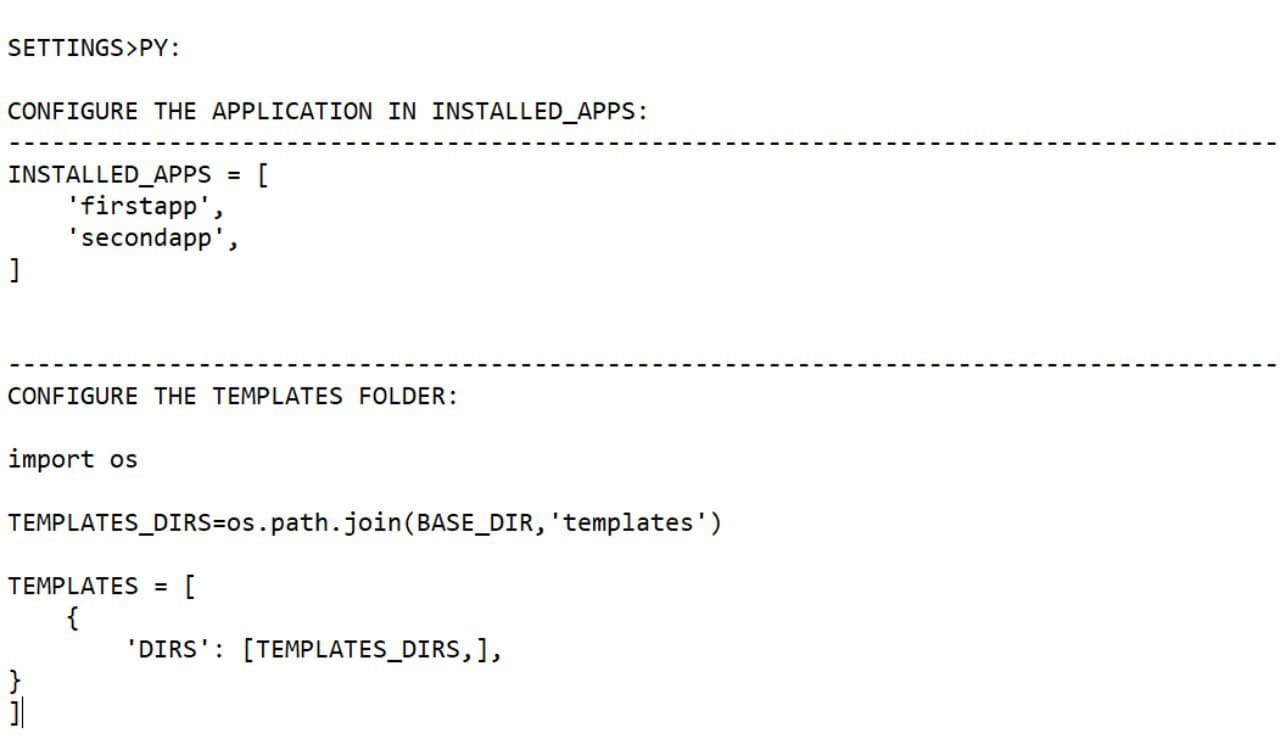 SETTINGS>PY:
CONFIGURE THE APPLICATION IN INSTALLED_APPS:
---------------------------------------------------------------------------------------
INSTALLED_APPS = [
    'firstapp',
    'secondapp',
]
---------------------------------------------------------------------------------------
CONFIGURE THE TEMPLATES FOLDER:
import os
TEMPLATES_DIRS=os.path.join(BASE_DIR,'templates')
TEMPLATES = [
    {
        'DIRS': [TEMPLATES_DIRS,],
}
]